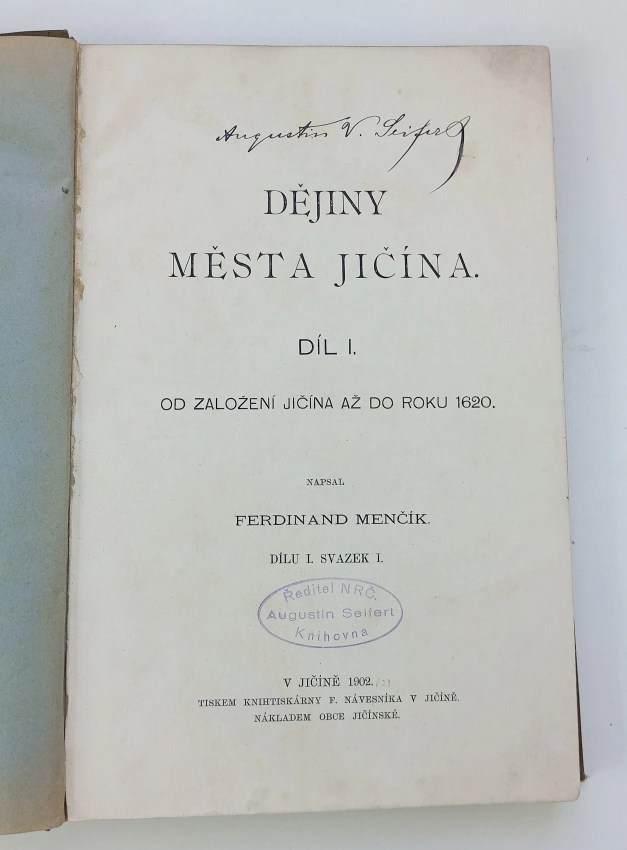 Augustin V. Seifert
DĚJINY
MĚSTA JIČÍNA.
DÍL I.
OD ZALOŽENÍ JIČÍNA AŽ DO ROKU 1620.
NAPSAL
FERDINAND MENČÍK.
DÍLU I. SVAZEK I.
Ředitel NRČ.
Augustin Seifert
Knihovna
V JIČÍNĚ 1902.
TISKEM KNIHTISKÁRNY F. NÁVESNÍKA V JIČÍNĚ.
NÁKLADEM OBCE JIČÍNSKÉ.